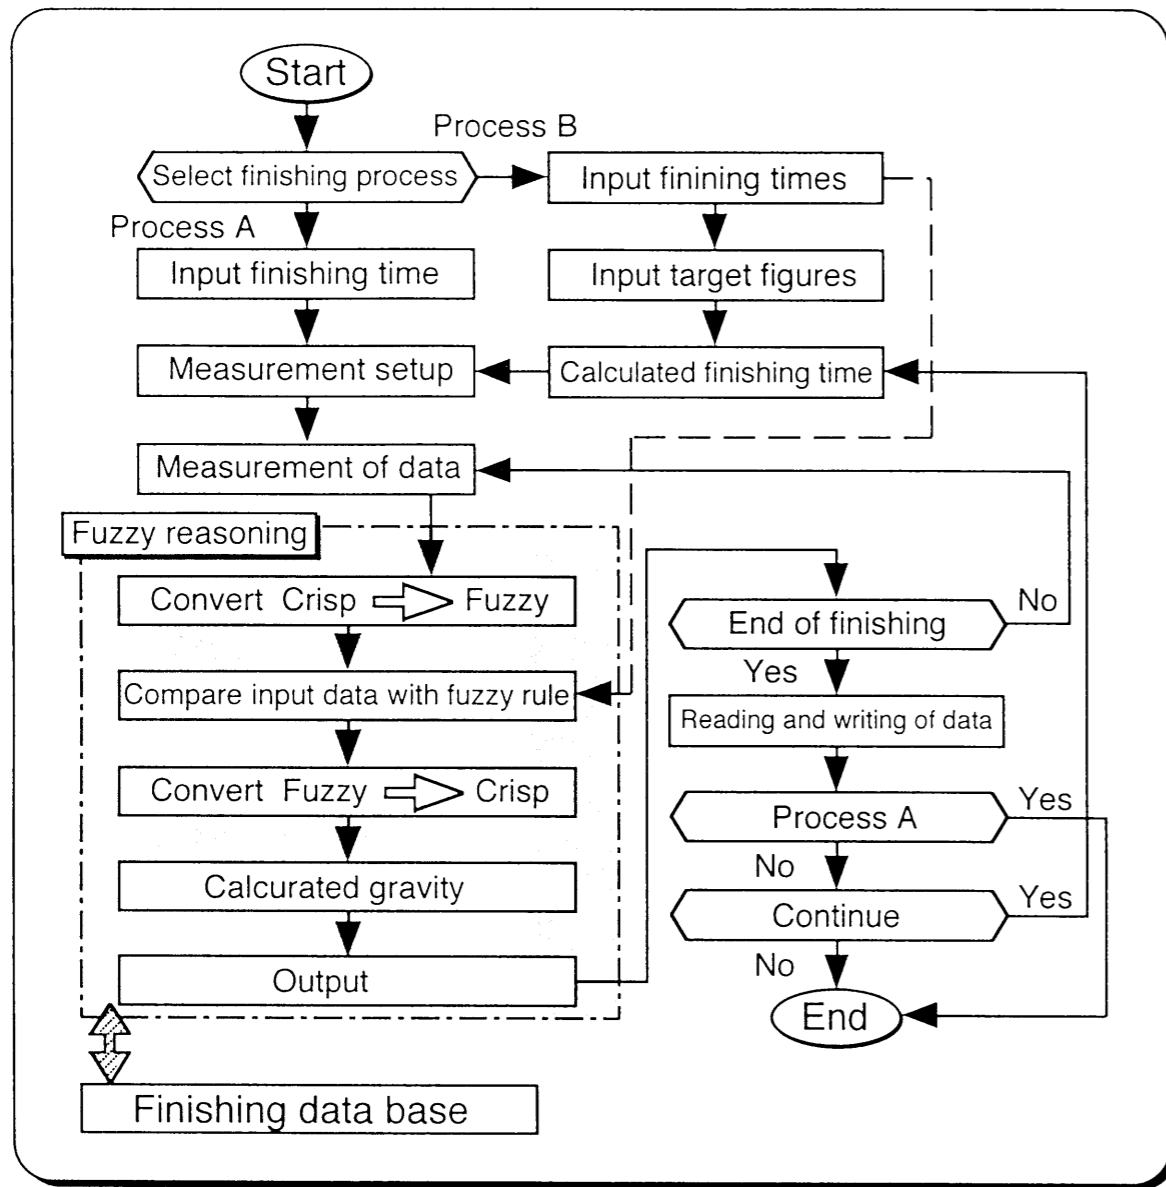 Start
Process B
Select finishing process
Input finining times
Process A
Input finishing time
Input target figures
Measurement setup
Calculated finishing time
Measurement of data
Fuzzy reasoning
Convert Crisp Fuzzy
End of finishing
No
Yes
Compare input data with fuzzy rule
Reading and writing of data
Convert Fuzzy Crisp
Process A
Yes
No
Calcurated gravity
Continue
Yes
No
Output
End
Finishing data base